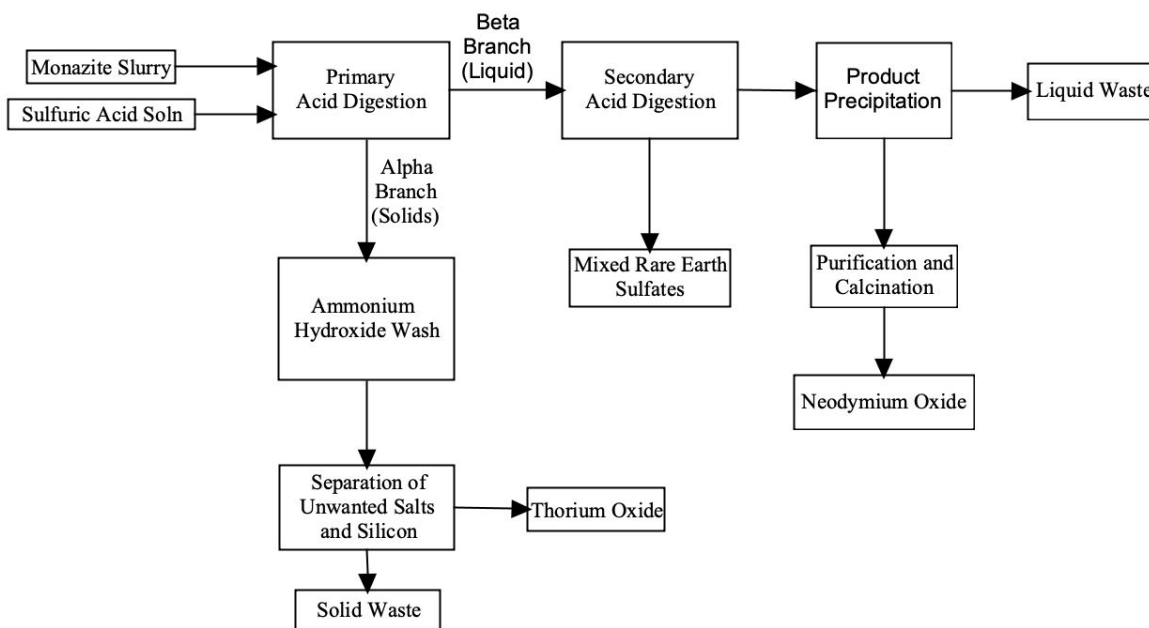 Monazite Slurry
Sulfuric Acid Soln
Primary
Acid Digestion
Beta
Branch
(Liquid)
Secondary
Acid Digestion
Product
Precipitation
Liquid Waste
Alpha
Branch
(Solids)
Mixed Rare Earth
Sulfates
Purification and
Calcination
Ammonium
Hydroxide Wash
Neodymium Oxide
Separation of
Unwanted Salts
and Silicon
Thorium Oxide
Solid Waste